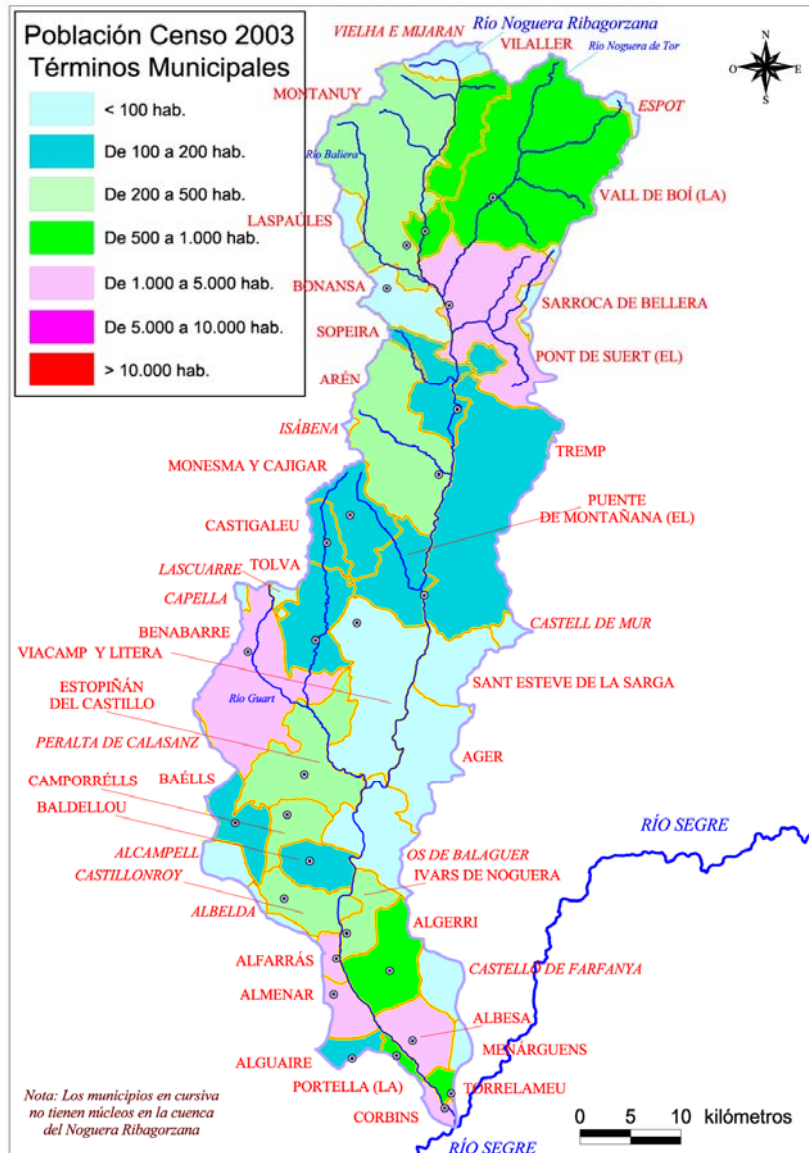 Población Censo 2003
Términos Municipales
< 100 hab.
De 100 a 200 hab.
De 200 a 500 hab.
De 500 a 1.000 hab.
De 1.000 a 5.000 hab.
De 5.000 a 10.000 hab.
> 10.000 hab.
VIELHA E MIJARAN
Río Noguera Ribagorzana
VILALLER
Río Noguera de Tor
N
O
E
S
MONTANUY
ESPOT
Río Baliera
VALL DE BOÍ (LA)
LASPAÚLES
BONANSA
SARROCA DE BELLERA
SOPEIRA
PONT DE SUERT (EL)
ARÉN
ISÁBENA
TREMP
MONESMA Y CAJIGAR
PUENTE
DE MONTAÑANA (EL)
CASTIGALEU
TOLVA
LASCUARRE
CAPELLA
CASTELL DE MUR
BENABARRE
VIACAMP Y LITERA
SANT ESTEVE DE LA SARGA
ESTOPIÑÁN
DEL CASTILLO
Río Guart
PERALTA DE CALASANZ
AGER
CAMPORRÉLLS
BAÉLLS
BALDELLOU
RÍO SEGRE
ALCAMPELL
OS DE BALAGUER
CASTILLONROY
IVARS DE NOGUERA
ALBELDA
ALGERRI
ALFARRÁS
CASTELLO DE FARFANYA
ALMENAR
ALBESA
MENÁRGUENS
ALGUAIRE
PORTELLA (LA)
TORRELAMEU
CORBINS
Nota: Los municipios en cursiva
no tienen núcleos en la cuenca
del Noguera Ribagorzana
0 5 10 kilómetros
RÍO SEGRE